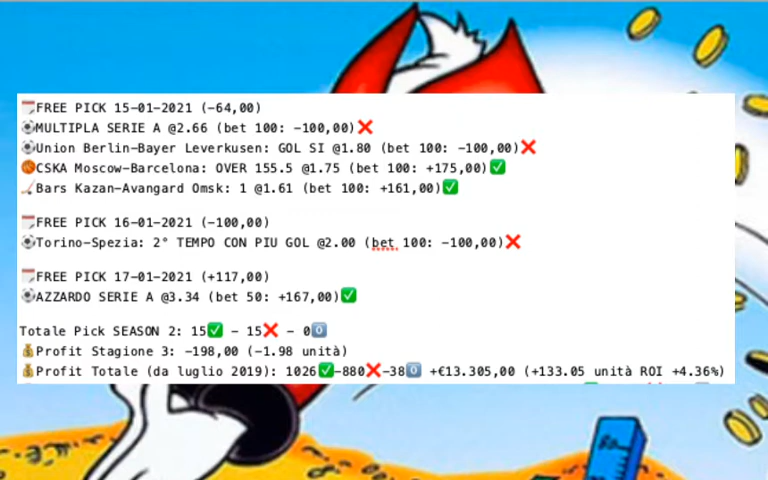 FREE PICK 15-01-2021 (-64,00)
MULTIPLA SERIE A @2.66 (bet 100: -100,00)❌
Union Berlin-Bayer Leverkusen: GOL SI @1.80 (bet 100: -100,00)❌
CSKA Moscow-Barcelona: OVER 155.5 @1.75 (bet 100: +175,00)✅
Bars Kazan-Avangard Omsk: 1 @1.61 (bet 100: +161,00)✅
FREE PICK 16-01-2021 (-100,00)
Torino-Spezia: 2° TEMPO CON PIU GOL @2.00 (bet 100: -100,00)❌
FREE PICK 17-01-2021 (+117,00)
AZZARDO SERIE A @3.34 (bet 50: +167,00)✅
Totale Pick SEASON 2: 15✅ - 15❌ - 00️⃣
💰Profit Stagione 3: -198,00 (-1.98 unità)
💰Profit Totale (da luglio 2019): 1026✅-880❌-380️⃣ +€13.305,00 (+133.05 unità ROI +4.36%)